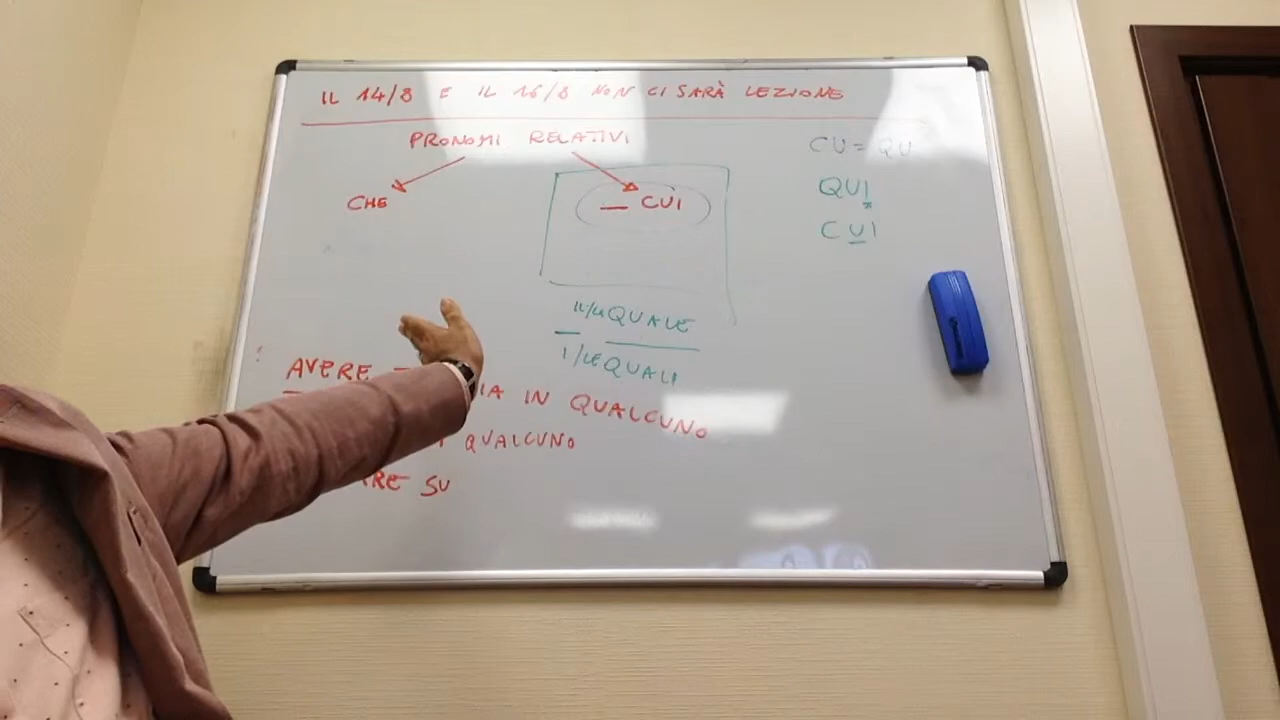 IL 14/8 E IL 16/8 NON CI SARÀ LEZIONE
PRONOMI RELATIVI
CHE
— CUI
CU = QU
QUI
CUI
IL/LA QUALE
I/LE QUALI
AVERE
IA IN QUALCUNO
QUALCUNO
RE SU